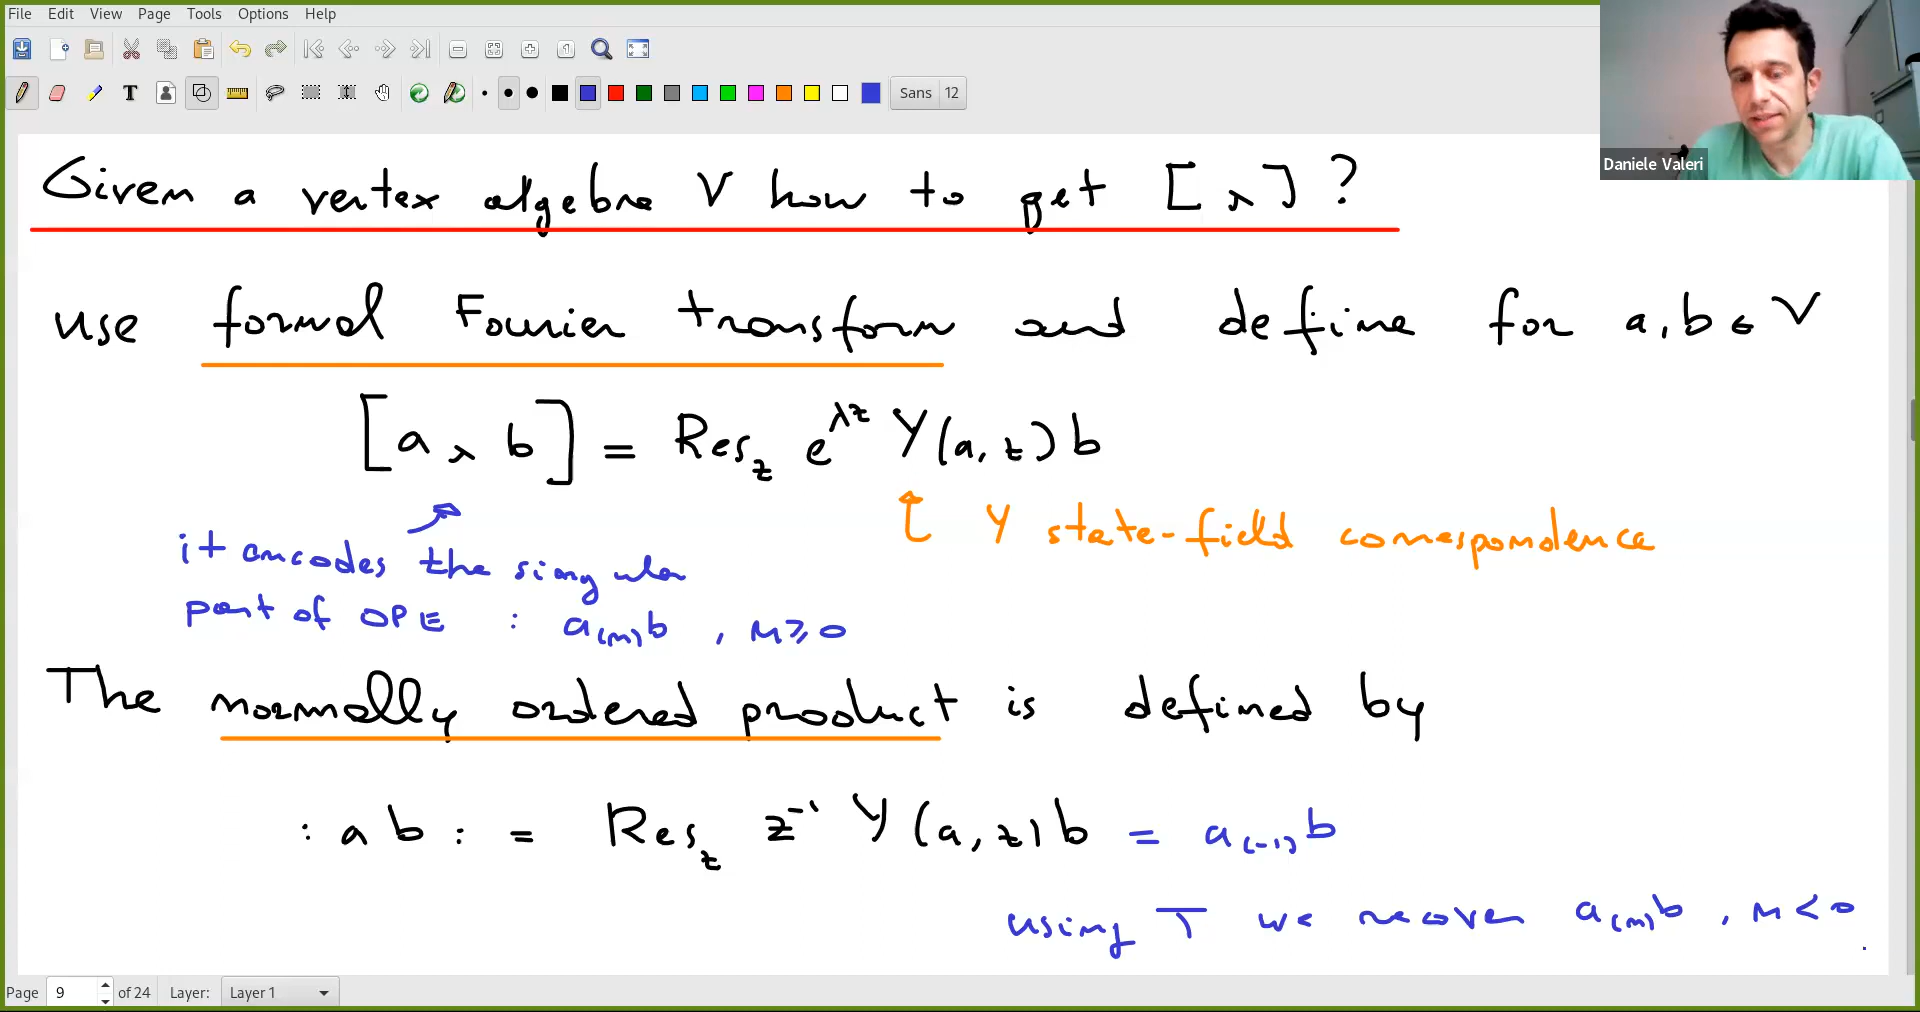 File Edit View Page Tools Options Help
Sans 12
Daniele Valeri
Given a vertex algebra V how to get [ λ ] ?
use formal Fourier transform and define for a, b ∈ V
[a λ b] = Res_z e^{λz} Y(a, z) b
Y state-field correspondence
it encodes the singular
part of OPE : a_(n) b , n ≥ 0
The normally ordered product is defined by
: a b : = Res_z z^{-1} Y(a, z) b = a_(-1) b
using T we recover a_(n) b , n < 0 .
Page 9 of 24 Layer: Layer 1